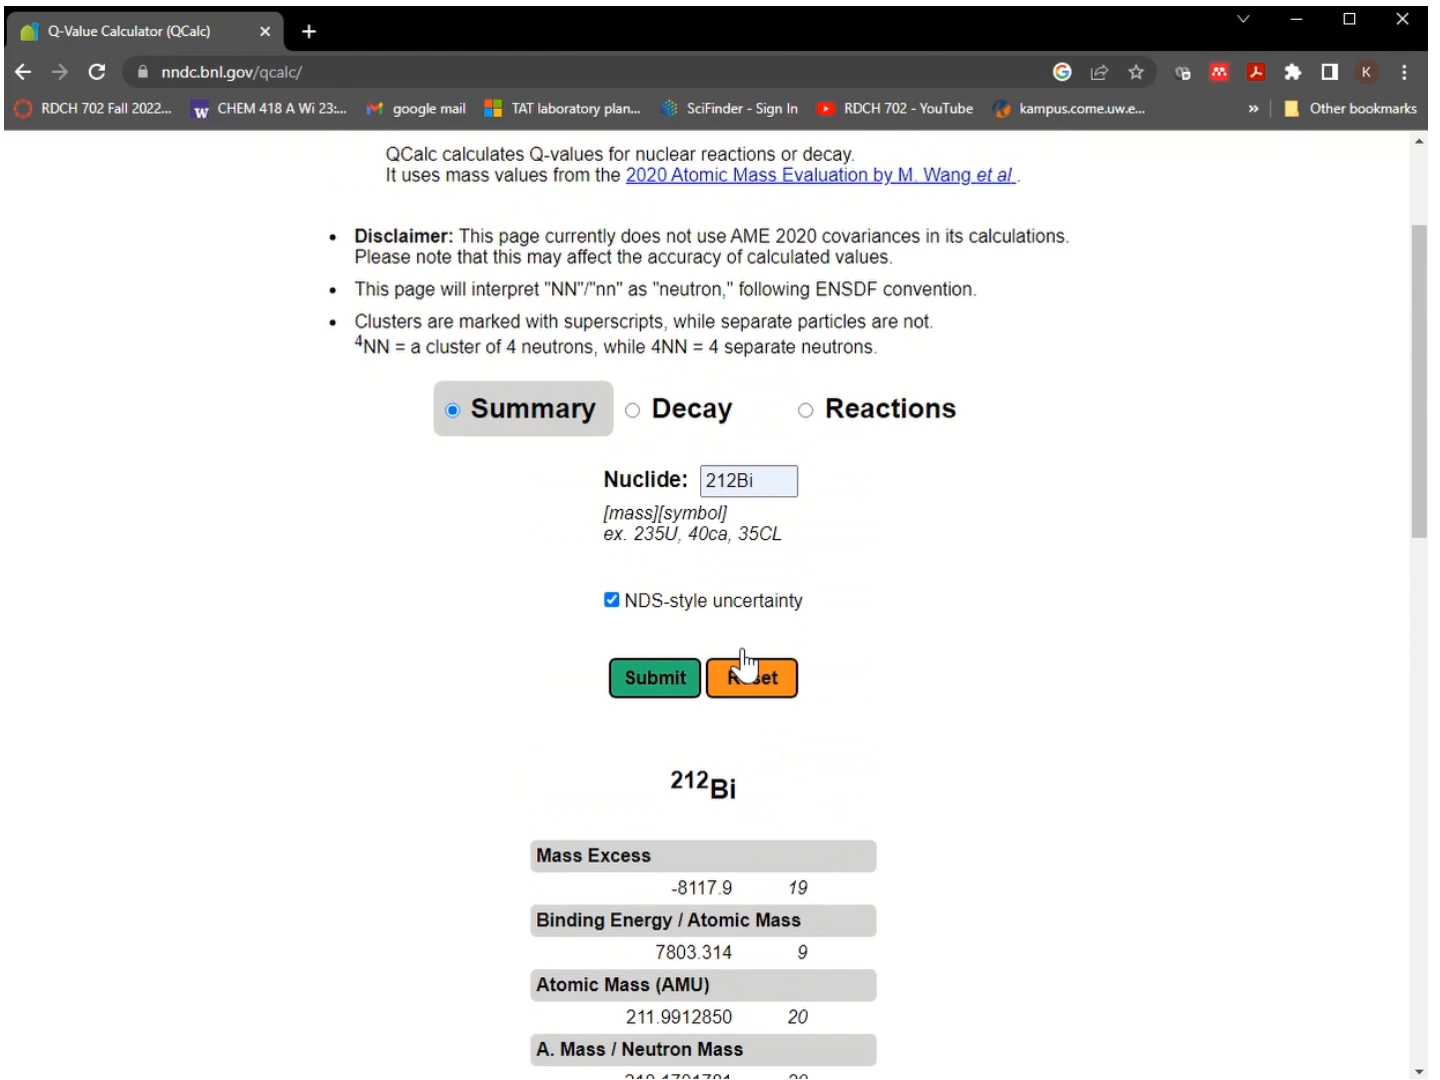 Q-Value Calculator (QCalc)
nndc.bnl.gov/qcalc/
K
RDCH 702 Fall 2022... CHEM 418 A Wi 23:... google mail TAT laboratory plan... SciFinder - Sign In RDCH 702 - YouTube kampus.come.uw.e... » Other bookmarks
QCalc calculates Q-values for nuclear reactions or decay.
It uses mass values from the 2020 Atomic Mass Evaluation by M. Wang et al .
• Disclaimer: This page currently does not use AME 2020 covariances in its calculations.
Please note that this may affect the accuracy of calculated values.
• This page will interpret "NN"/"nn" as "neutron," following ENSDF convention.
• Clusters are marked with superscripts, while separate particles are not.
⁴NN = a cluster of 4 neutrons, while 4NN = 4 separate neutrons.
Summary Decay Reactions
Nuclide: 212Bi
[mass][symbol]
ex. 235U, 40ca, 35CL
NDS-style uncertainty
Submit Reset
²¹²Bi
Mass Excess
-8117.9 19
Binding Energy / Atomic Mass
7803.314 9
Atomic Mass (AMU)
211.9912850 20
A. Mass / Neutron Mass